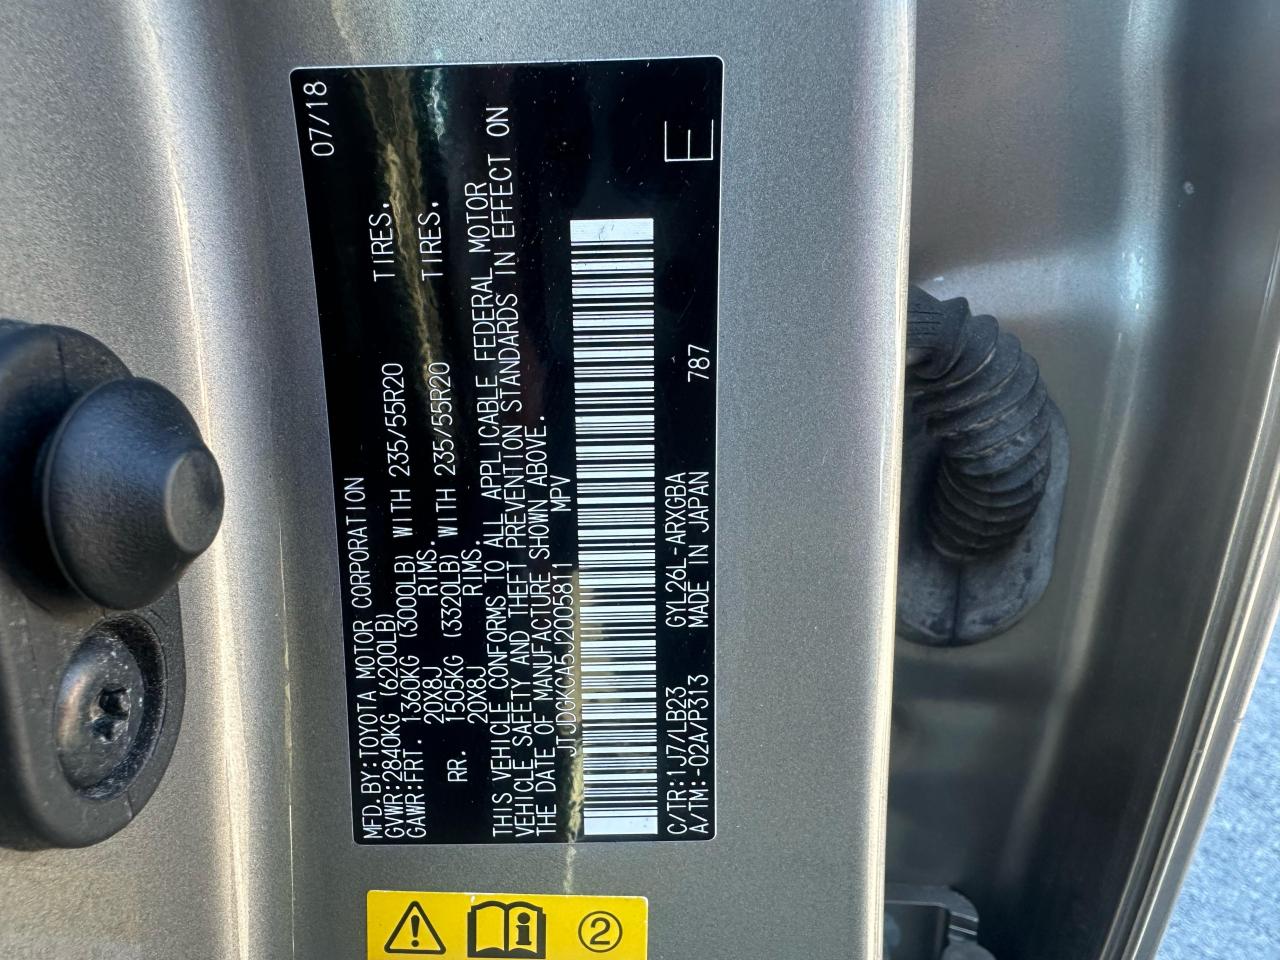 MFD.BY:TOYOTA MOTOR CORPORATION 07/18
GVWR:2840KG (6200LB)
GAWR:FRT. 1360KG (3000LB) WITH 235/55R20 TIRES,
20X8J RIMS.
RR. 1505KG (3320LB) WITH 235/55R20 TIRES,
20X8J RIMS.
THIS VEHICLE CONFORMS TO ALL APPLICABLE FEDERAL MOTOR
VEHICLE SAFETY AND THEFT PREVENTION STANDARDS IN EFFECT ON
THE DATE OF MANUFACTURE SHOWN ABOVE.
JTJDGKCA5J2005811 MPV
C/TR:1J7/LB23 GYL26L-ARXGBA 787
A/TM:-02A/P313 MADE IN JAPAN
E
2